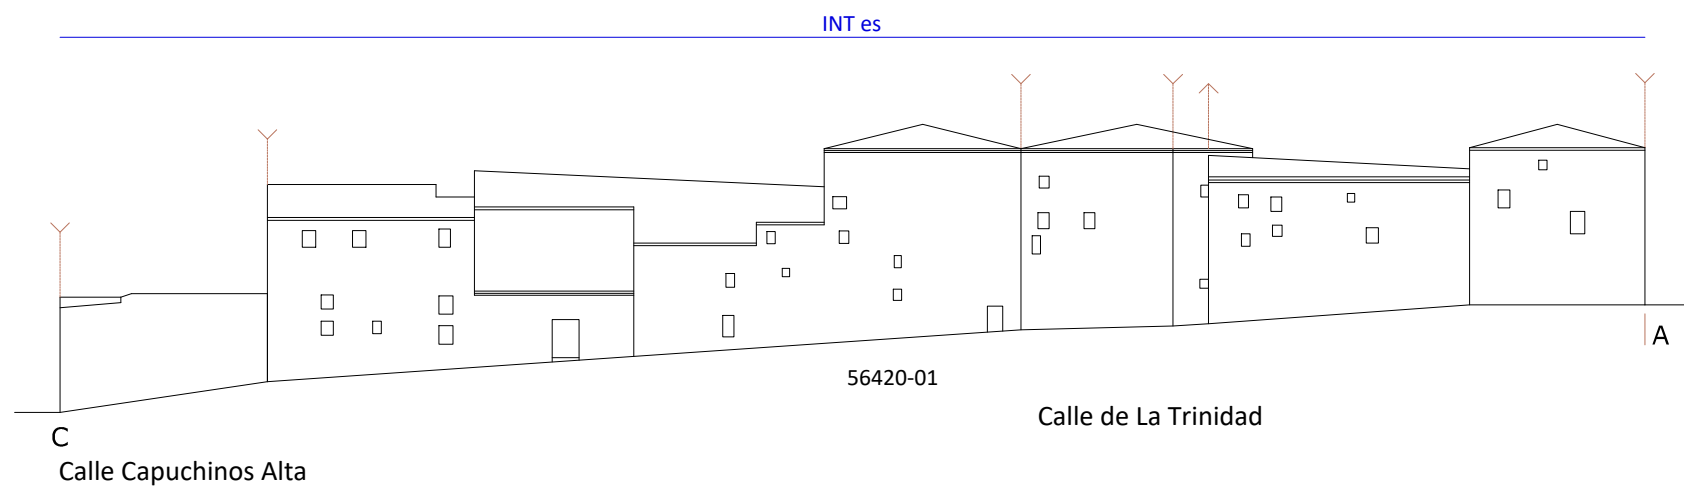 INT es
A
56420-01
Calle de La Trinidad
C
Calle Capuchinos Alta